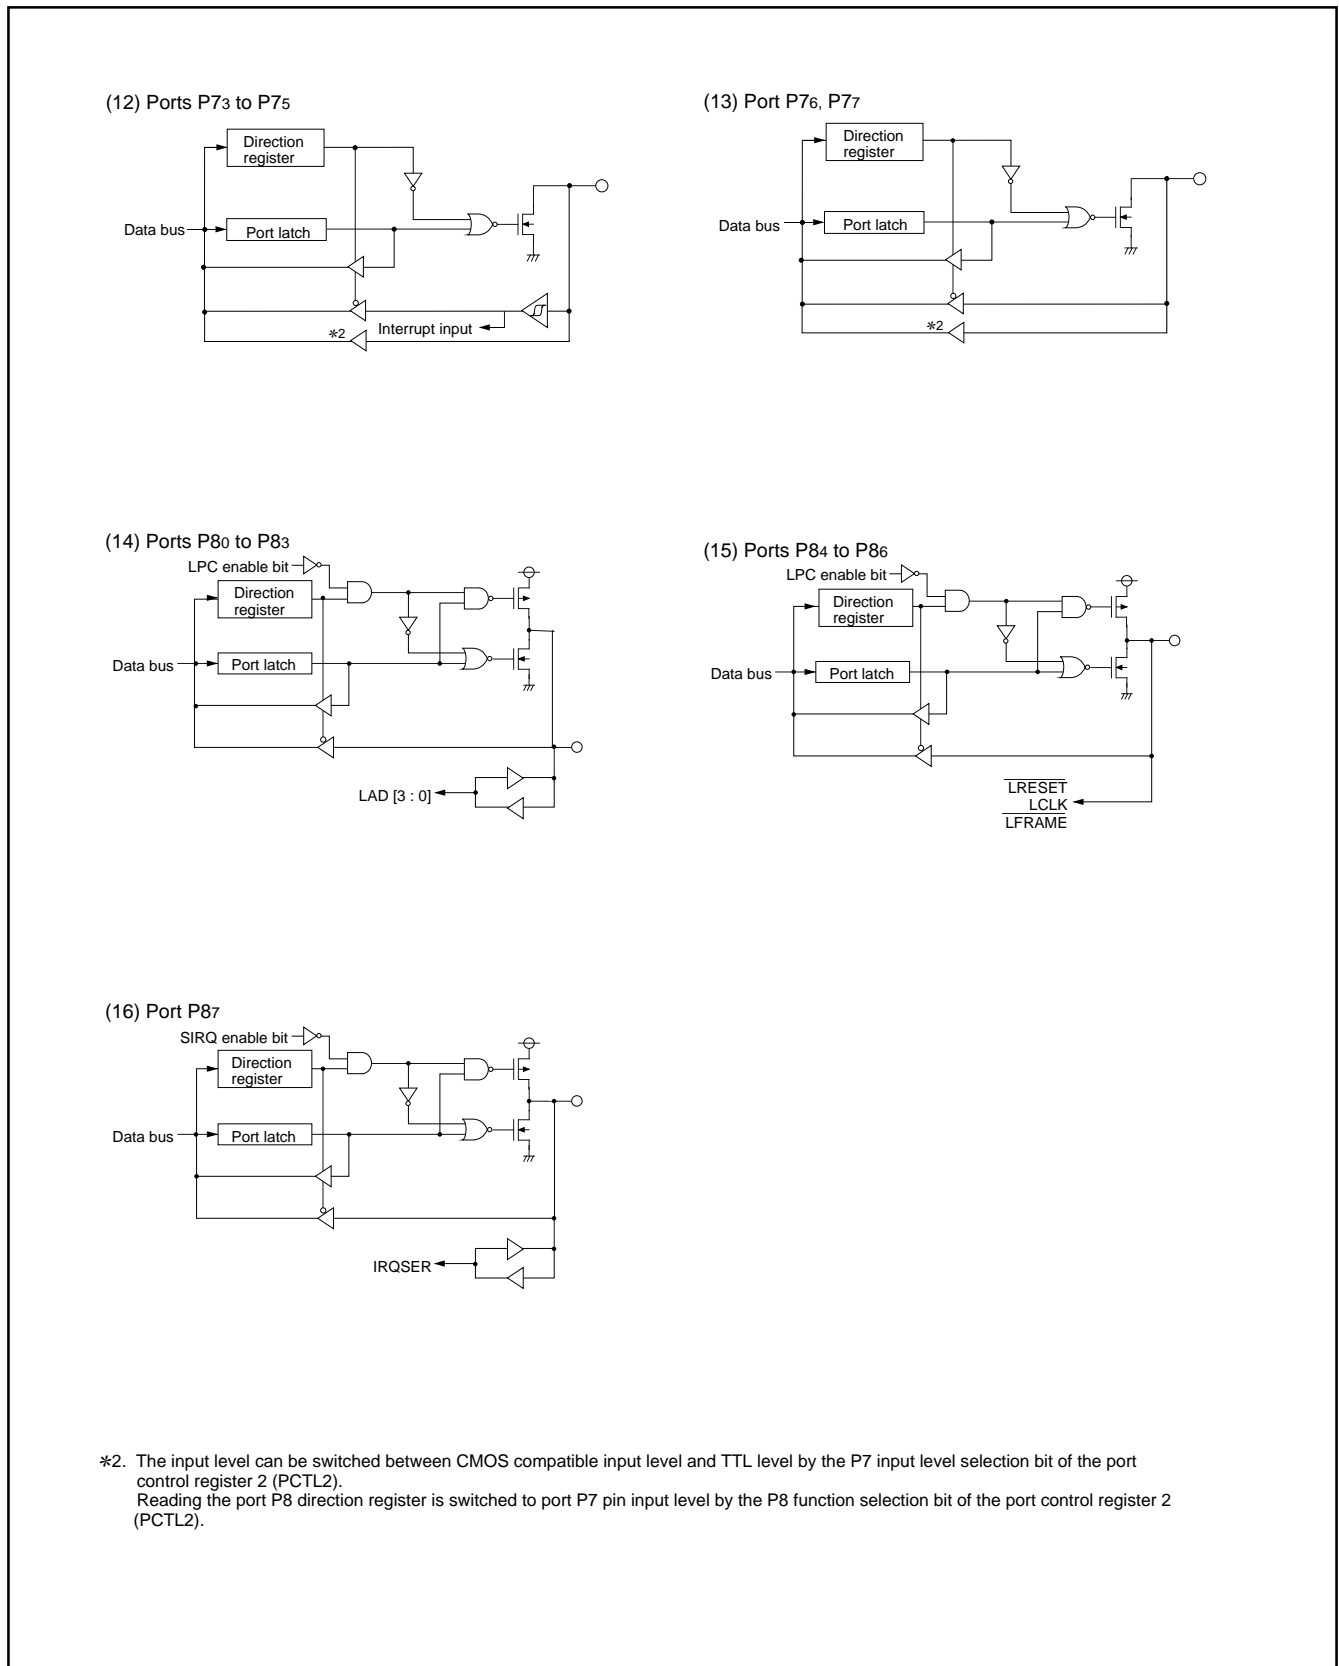 (12) Ports P73 to P75
Direction
register
Data bus
Port latch
Interrupt input
*2
(13) Port P76, P77
Direction
register
Data bus
Port latch
*2
(14) Ports P80 to P83
LPC enable bit
Direction
register
Data bus
Port latch
LAD [3 : 0]
(15) Ports P84 to P86
LPC enable bit
Direction
register
Data bus
Port latch
LRESET
LCLK
LFRAME
(16) Port P87
SIRQ enable bit
Direction
register
Data bus
Port latch
IRQSER
*2. The input level can be switched between CMOS compatible input level and TTL level by the P7 input level selection bit of the port
control register 2 (PCTL2).
Reading the port P8 direction register is switched to port P7 pin input level by the P8 function selection bit of the port control register 2
(PCTL2).